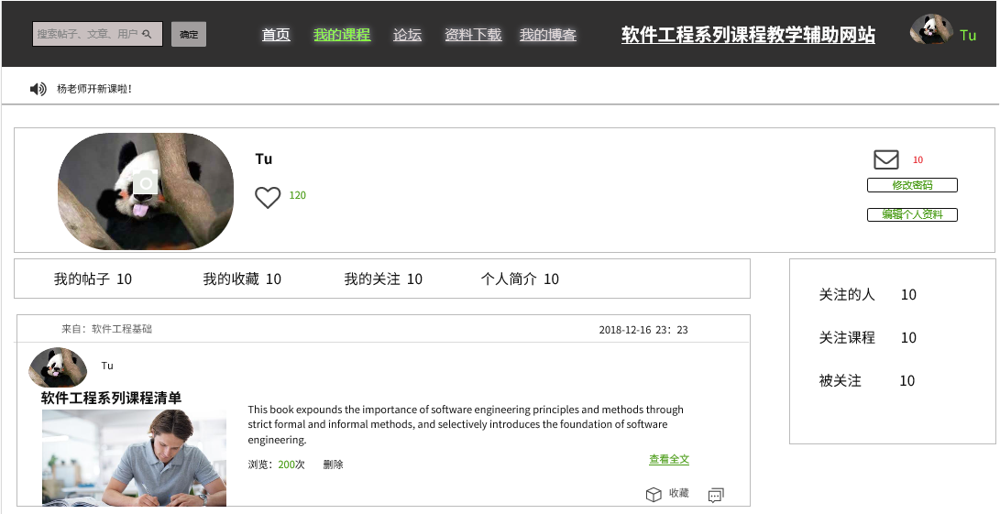 搜索帖子、文章、用户
确定
首页
我的课程
论坛
资料下载
我的博客
软件工程系列课程教学辅助网站
Tu
杨老师开新课啦！
Tu
120
10
修改密码
编辑个人资料
我的帖子 10
我的收藏 10
我的关注 10
个人简介 10
关注的人 10
关注课程 10
被关注 10
来自：软件工程基础
2018-12-16 23：23
Tu
软件工程系列课程清单
This book expounds the importance of software engineering principles and methods through
strict formal and informal methods, and selectively introduces the foundation of software
engineering.
浏览：200次
删除
查看全文
收藏